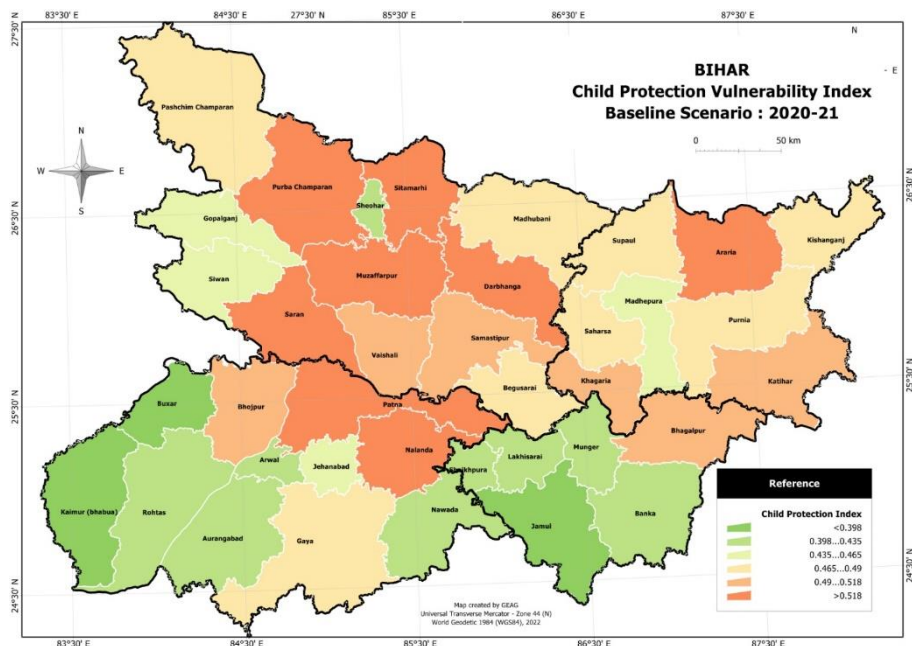 83°30' E 84°30' E 27°30' E 85°30' E 86°30' E 87°30' E
27°30' N
N
- E
BIHAR
Child Protection Vulnerability Index
Baseline Scenario : 2020-21
0 50 km
N
W E
S
26°30' N
25°30' N
24°30' N
26°30' N
25°30' N
24°30' N
Pashchim Champaran
Purba Champaran
Sitamarhi
Sheohar
Gopalganj
Madhubani
Supaul
Araria
Kishanganj
Siwan
Muzaffarpur
Darbhanga
Madhepura
Saran
Purnia
Saharsa
Vaishali
Samastipur
Begusarai
Khagaria
Katihar
Buxar
Bhojpur
Patna
Bhagalpur
Nalanda
Arwal
Jehanabad
Sheikhpura
Lakhisarai
Munger
Kaimur (bhabua)
Rohtas
Nawada
Jamui
Banka
Aurangabad
Gaya
Reference
Child Protection Index
<0.398
0.398...0.435
0.435...0.465
0.465...0.49
0.49...0.518
>0.518
Map created by GEAG
Universal Transverse Mercator - Zone 44 (N)
World Geodetic 1984 (WGS84), 2022
83°30' E 84°30' E 85°30' E 86°30' E 87°30' E